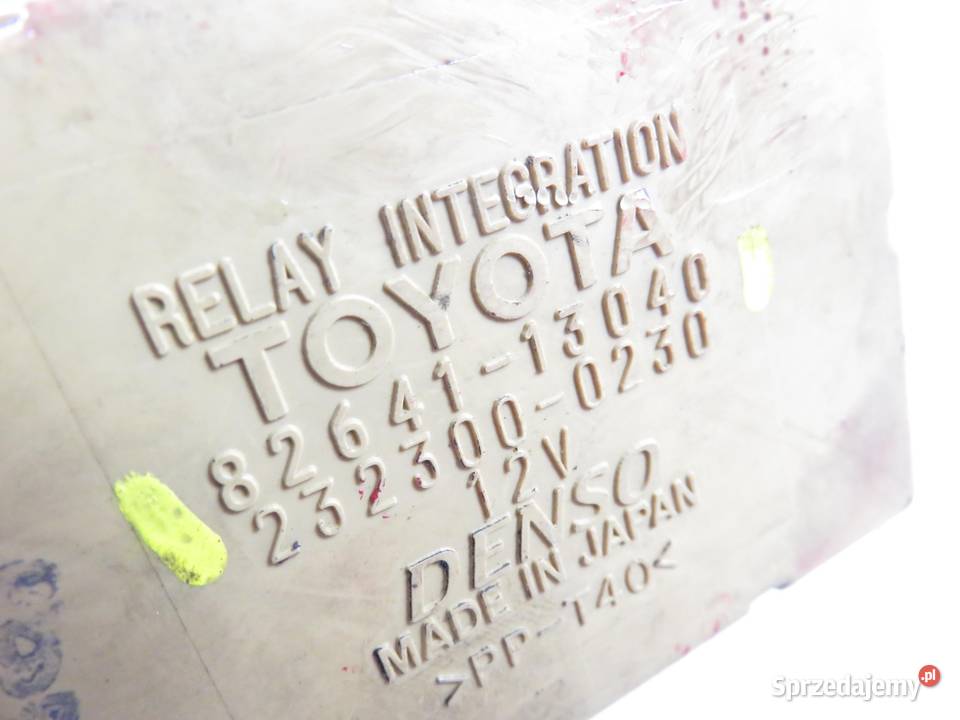 RELAY INTEGRATION
TOYOTA
82641-13040
232300-0230
12V
DENSO
MADE IN JAPAN
>PP-T40<
Sprzedajemy.pl